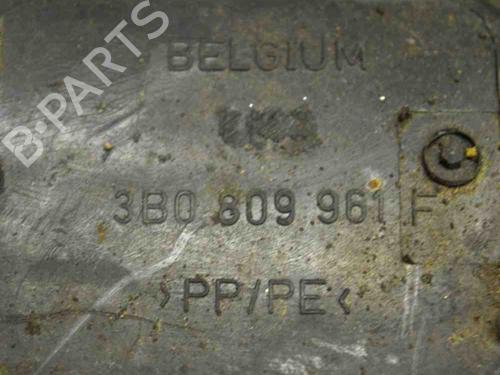 B-PARTS
BELGIUM
3B0 809 961 F
>PP/PE<